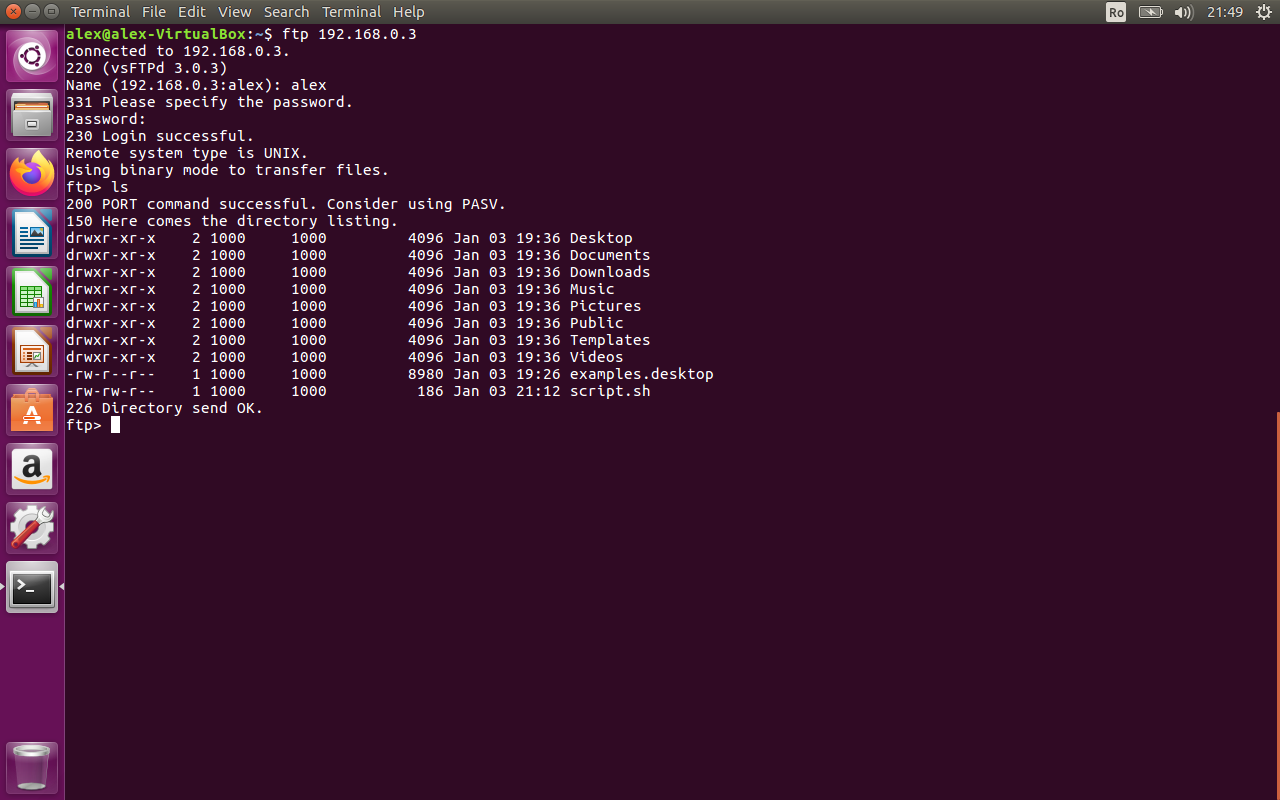 Terminal File Edit View Search Terminal Help Ro 21:49
alex@alex-VirtualBox:~$ ftp 192.168.0.3
Connected to 192.168.0.3.
220 (vsFTPd 3.0.3)
Name (192.168.0.3:alex): alex
331 Please specify the password.
Password:
230 Login successful.
Remote system type is UNIX.
Using binary mode to transfer files.
ftp> ls
200 PORT command successful. Consider using PASV.
150 Here comes the directory listing.
drwxr-xr-x    2 1000     1000         4096 Jan 03 19:36 Desktop
drwxr-xr-x    2 1000     1000         4096 Jan 03 19:36 Documents
drwxr-xr-x    2 1000     1000         4096 Jan 03 19:36 Downloads
drwxr-xr-x    2 1000     1000         4096 Jan 03 19:36 Music
drwxr-xr-x    2 1000     1000         4096 Jan 03 19:36 Pictures
drwxr-xr-x    2 1000     1000         4096 Jan 03 19:36 Public
drwxr-xr-x    2 1000     1000         4096 Jan 03 19:36 Templates
drwxr-xr-x    2 1000     1000         4096 Jan 03 19:36 Videos
-rw-r--r--    1 1000     1000         8980 Jan 03 19:26 examples.desktop
-rw-rw-r--    1 1000     1000          186 Jan 03 21:12 script.sh
226 Directory send OK.
ftp>